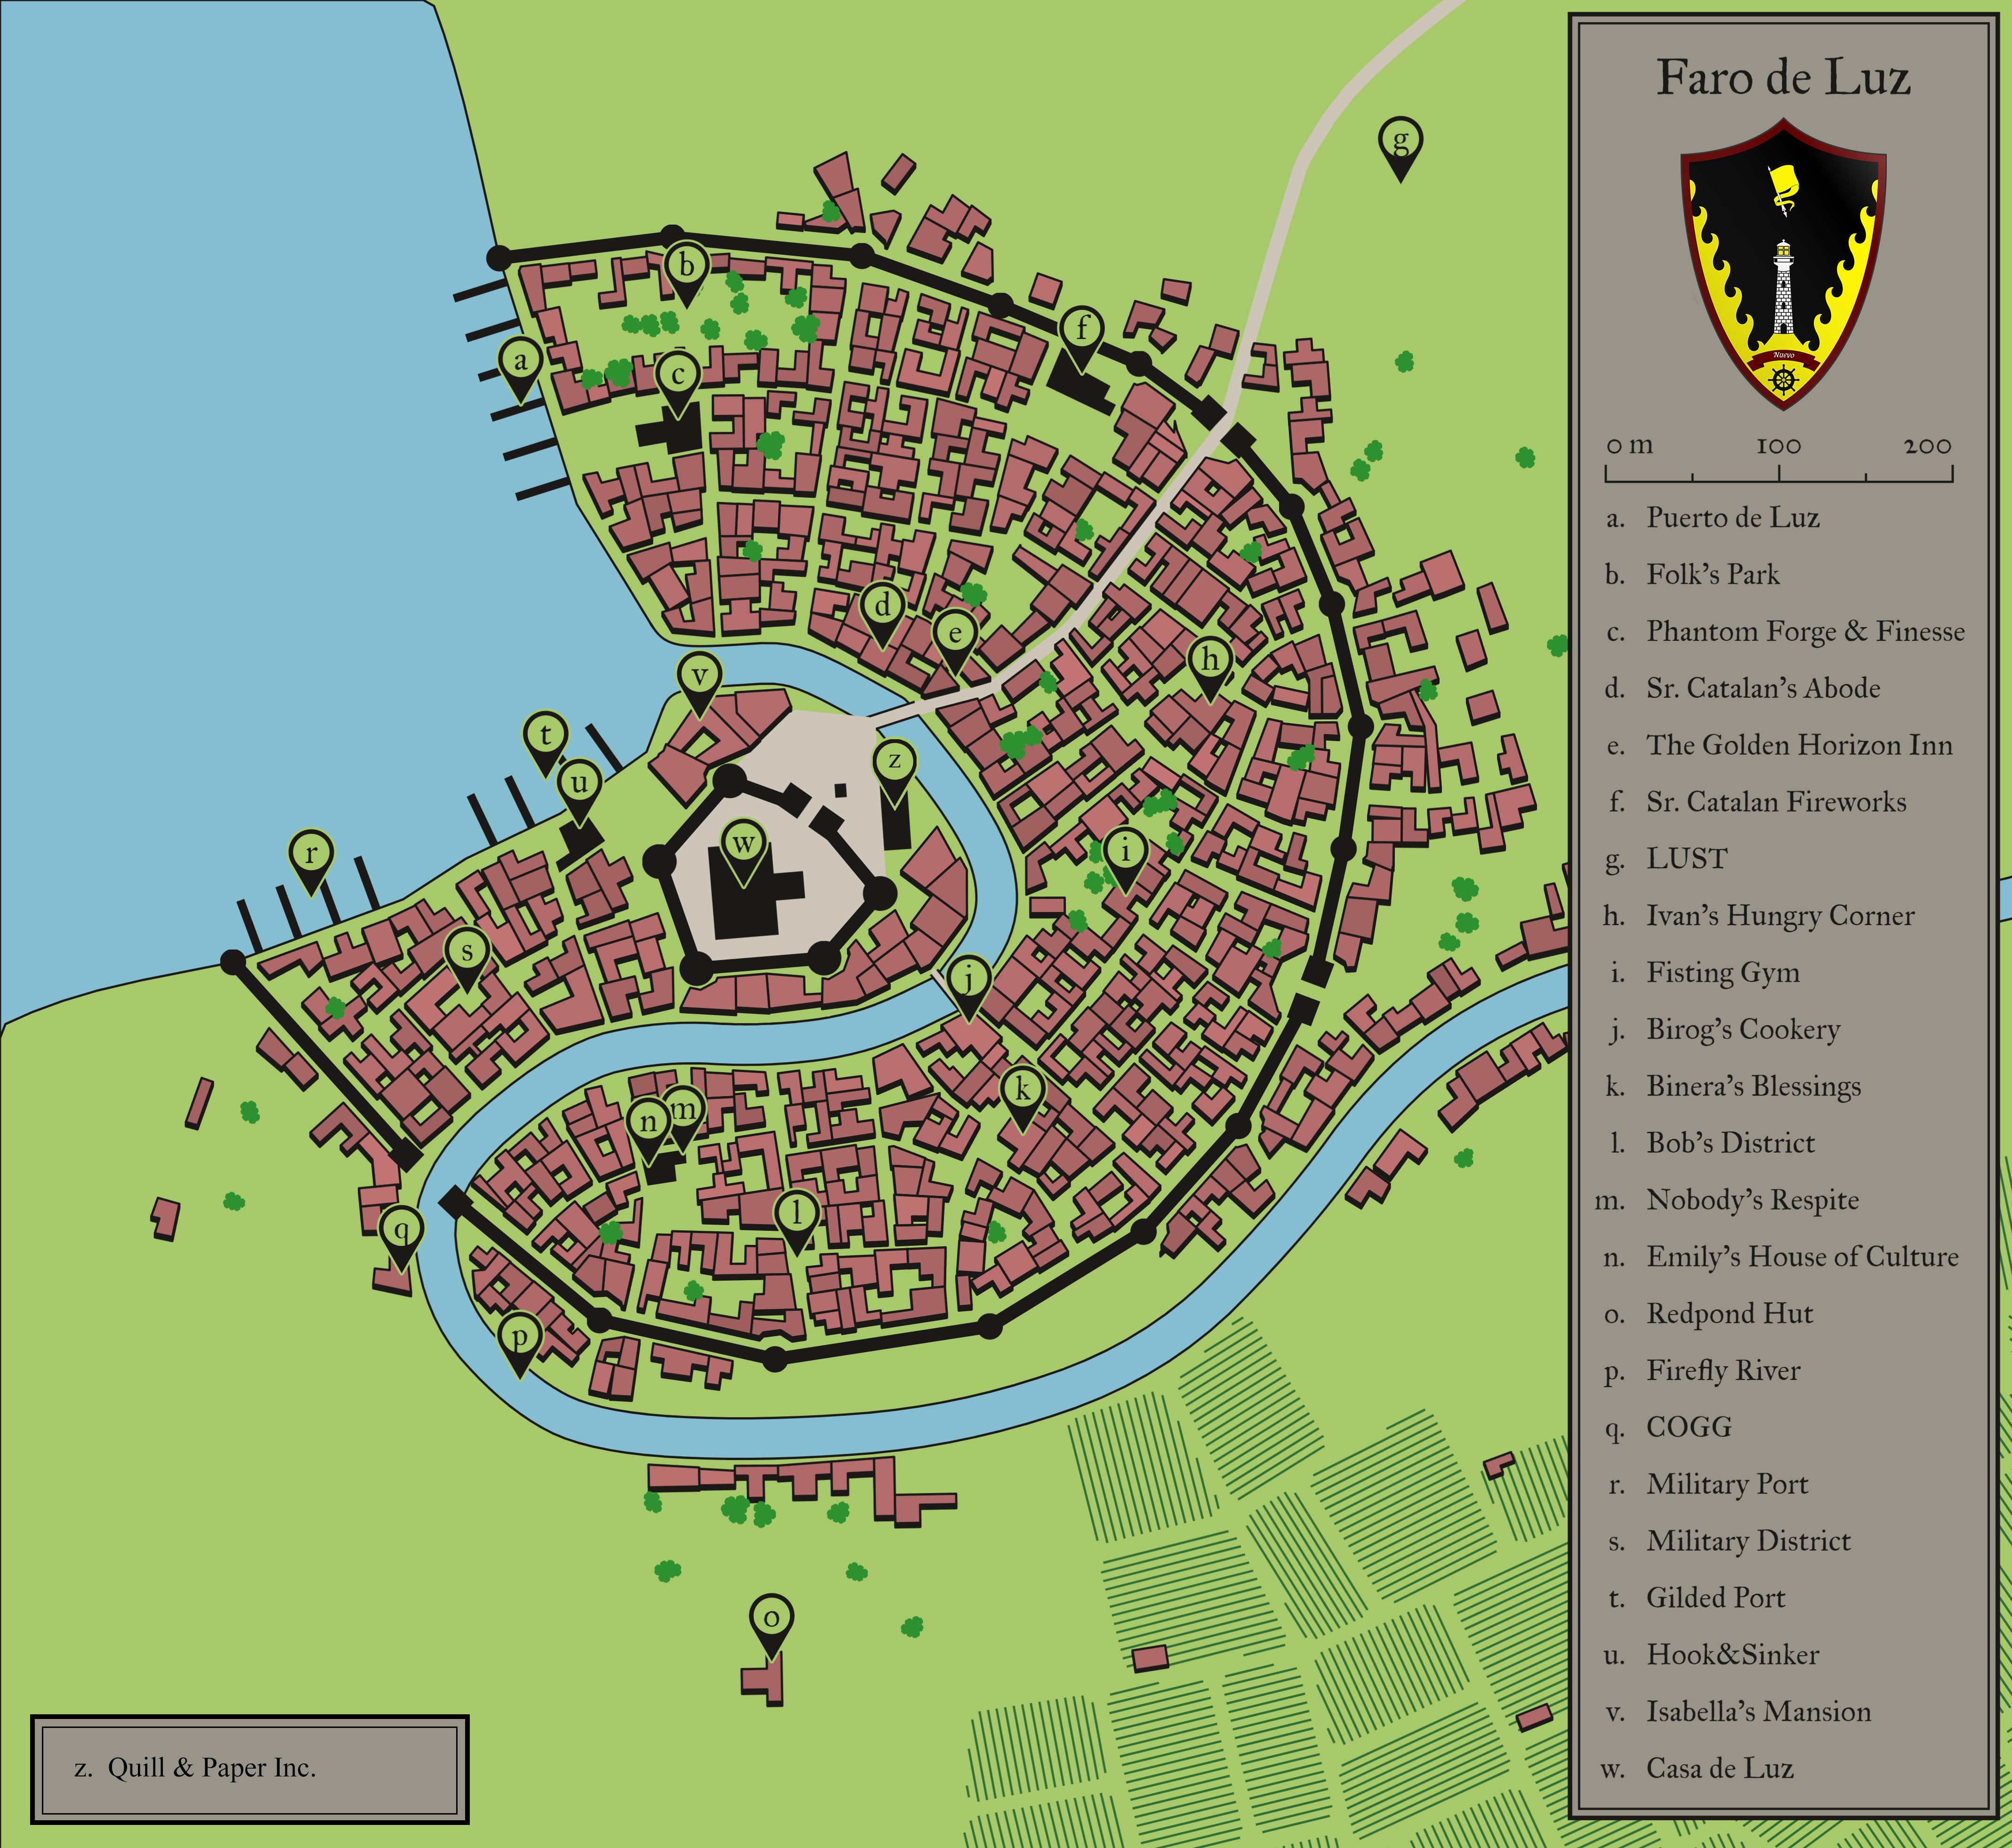 Faro de Luz
Nuevo
0 m 100 200
a. Puerto de Luz
b. Folk's Park
c. Phantom Forge & Finesse
d. Sr. Catalan's Abode
e. The Golden Horizon Inn
f. Sr. Catalan Fireworks
g. LUST
h. Ivan's Hungry Corner
i. Fisting Gym
j. Birog's Cookery
k. Binera's Blessings
l. Bob's District
m. Nobody's Respite
n. Emily's House of Culture
o. Redpond Hut
p. Firefly River
q. COGG
r. Military Port
s. Military District
t. Gilded Port
u. Hook&Sinker
v. Isabella's Mansion
w. Casa de Luz
g
b
f
a
c
d
e
h
v
t
z
u
w
i
r
s
j
k
m
n
l
q
p
o
z. Quill & Paper Inc.